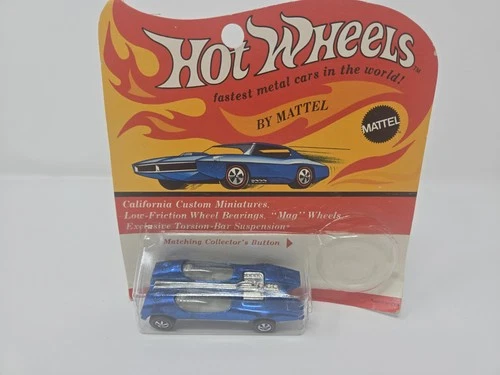 Hot Wheels
fastest metal cars in the world!
BY MATTEL
MATTEL
California Custom Miniatures.
Low-Friction Wheel Bearings. "Mag" Wheels
Exclusive Torsion-Bar Suspension
Matching Collector's Button